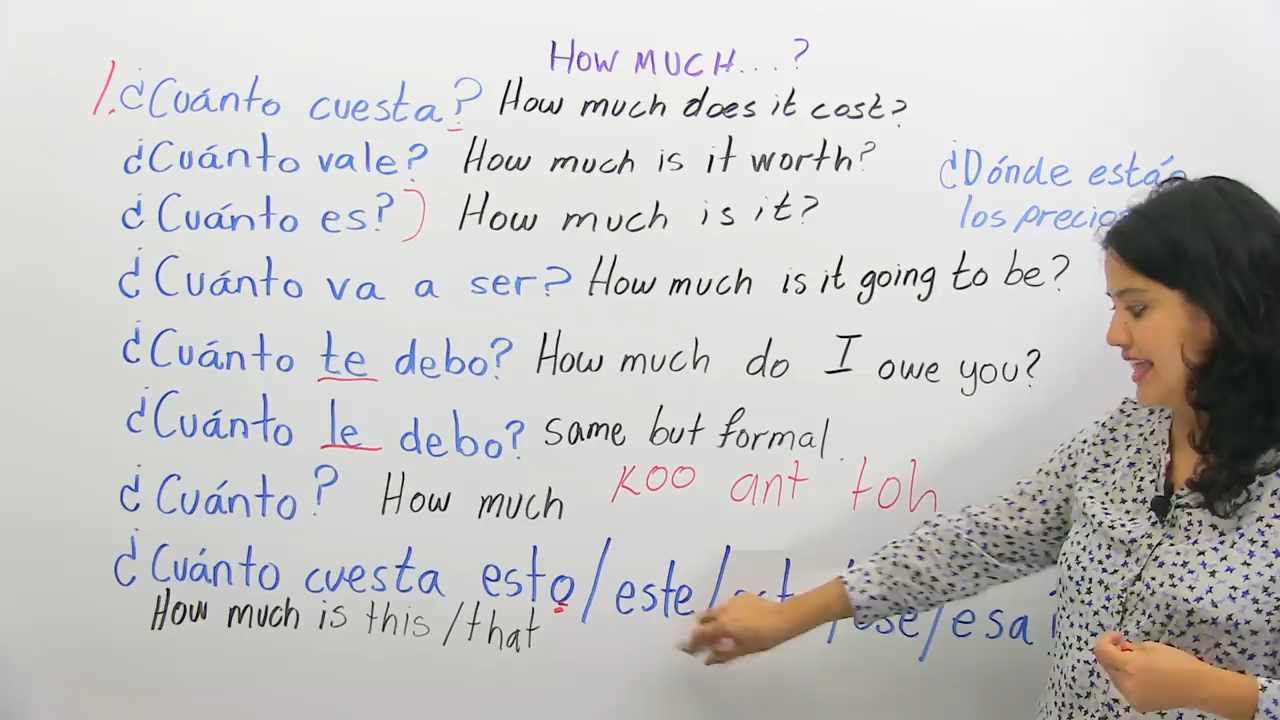 HOW MUCH...?
1. ¿Cuánto cuesta? How much does it cost?
¿Cuánto vale? How much is it worth?
¿Cuánto es?) How much is it?
¿Dónde están
los precio
¿Cuánto va a ser? How much is it going to be?
¿Cuánto te debo? How much do I owe you?
¿Cuánto le debo? same but formal.
¿Cuánto? How much koo ant toh
¿Cuánto cuesta esto/este/ /ese/esa
How much is this/that